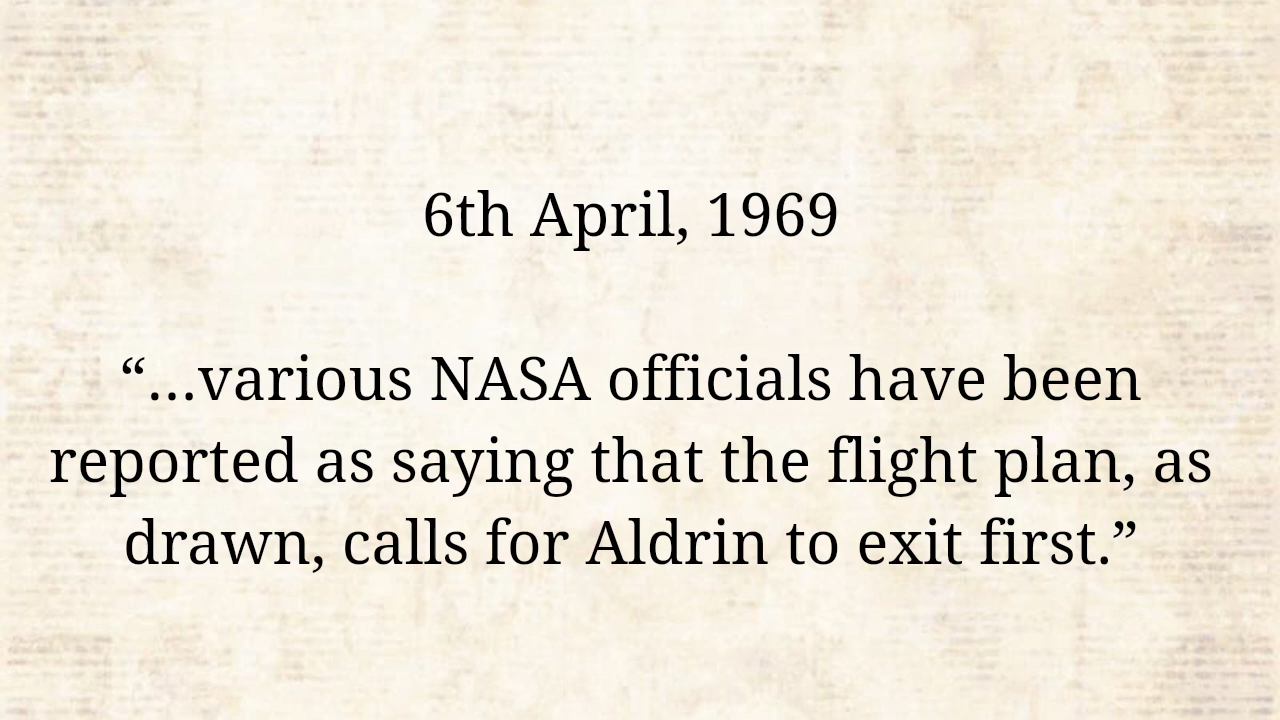 6th April, 1969
“…various NASA officials have been
reported as saying that the flight plan, as
drawn, calls for Aldrin to exit first.”